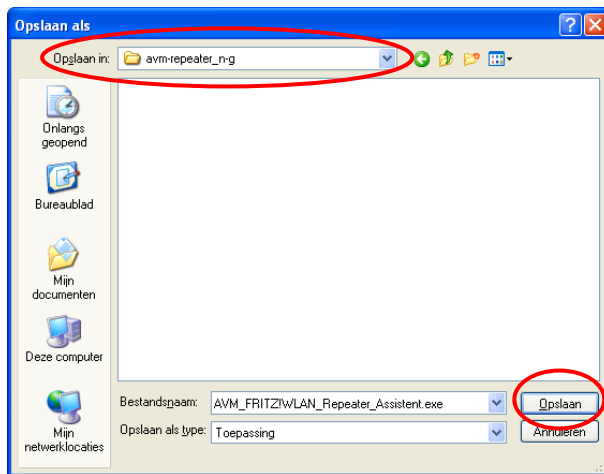 Opslaan als
Opslaan in: avm-repeater_n-g
Onlangs
geopend
Bureaublad
Mijn
documenten
Deze computer
Mijn
netwerklocaties
Bestandsnaam: AVM_FRITZ!WLAN_Repeater_Assistent.exe Opslaan
Opslaan als type: Toepassing Annuleren